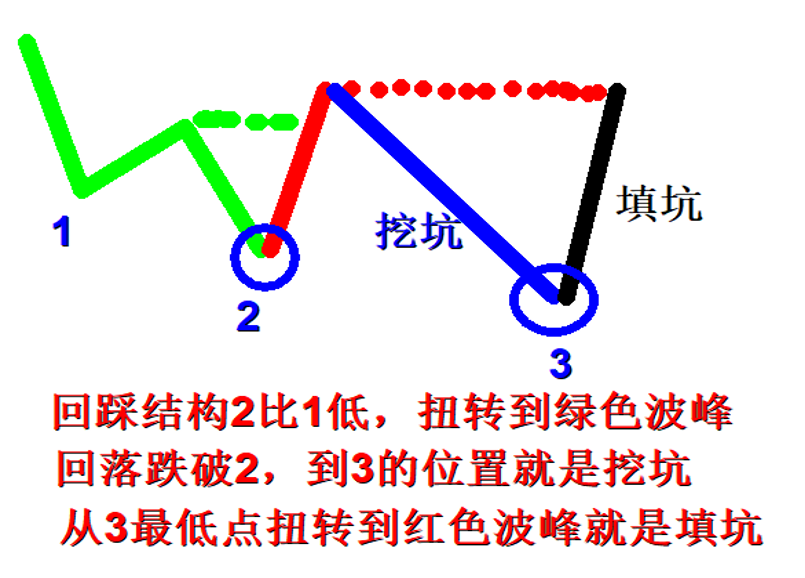 1
2
挖坑
填坑
3
回踩结构2比1低，扭转到绿色波峰
回落跌破2，到3的位置就是挖坑
从3最低点扭转到红色波峰就是填坑